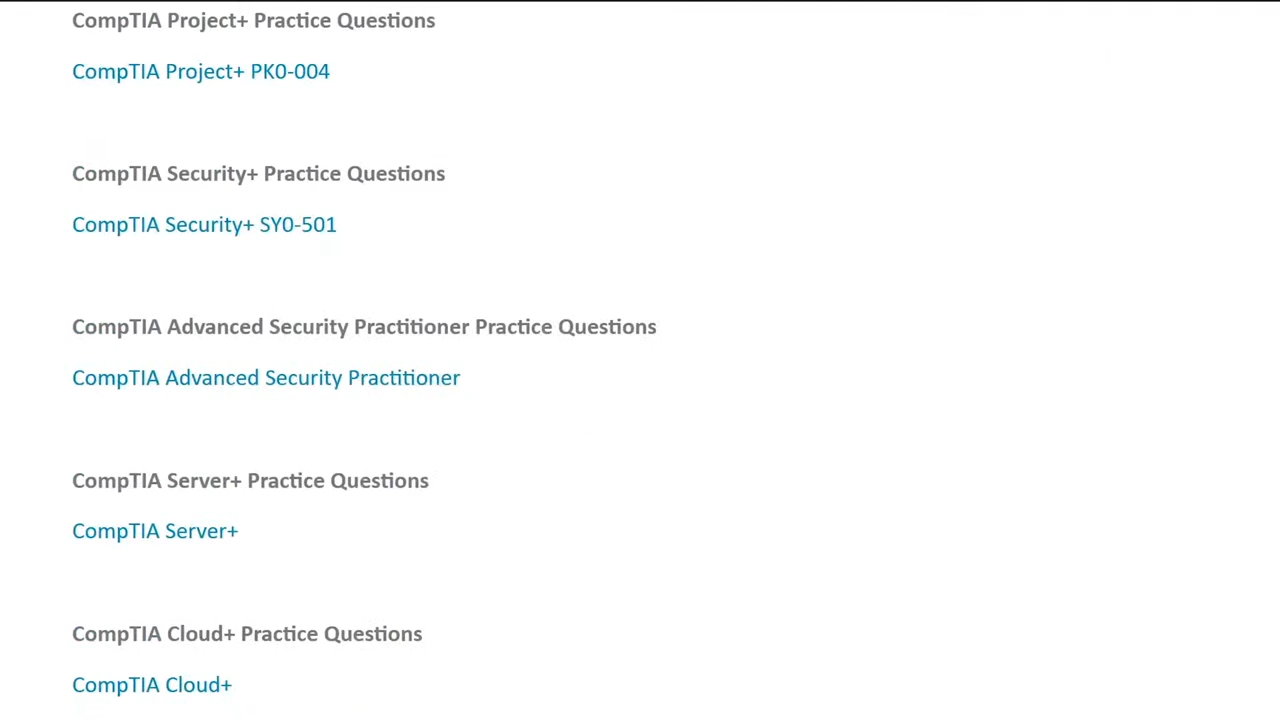 CompTIA Project+ Practice Questions
CompTIA Project+ PK0-004
CompTIA Security+ Practice Questions
CompTIA Security+ SY0-501
CompTIA Advanced Security Practitioner Practice Questions
CompTIA Advanced Security Practitioner
CompTIA Server+ Practice Questions
CompTIA Server+
CompTIA Cloud+ Practice Questions
CompTIA Cloud+